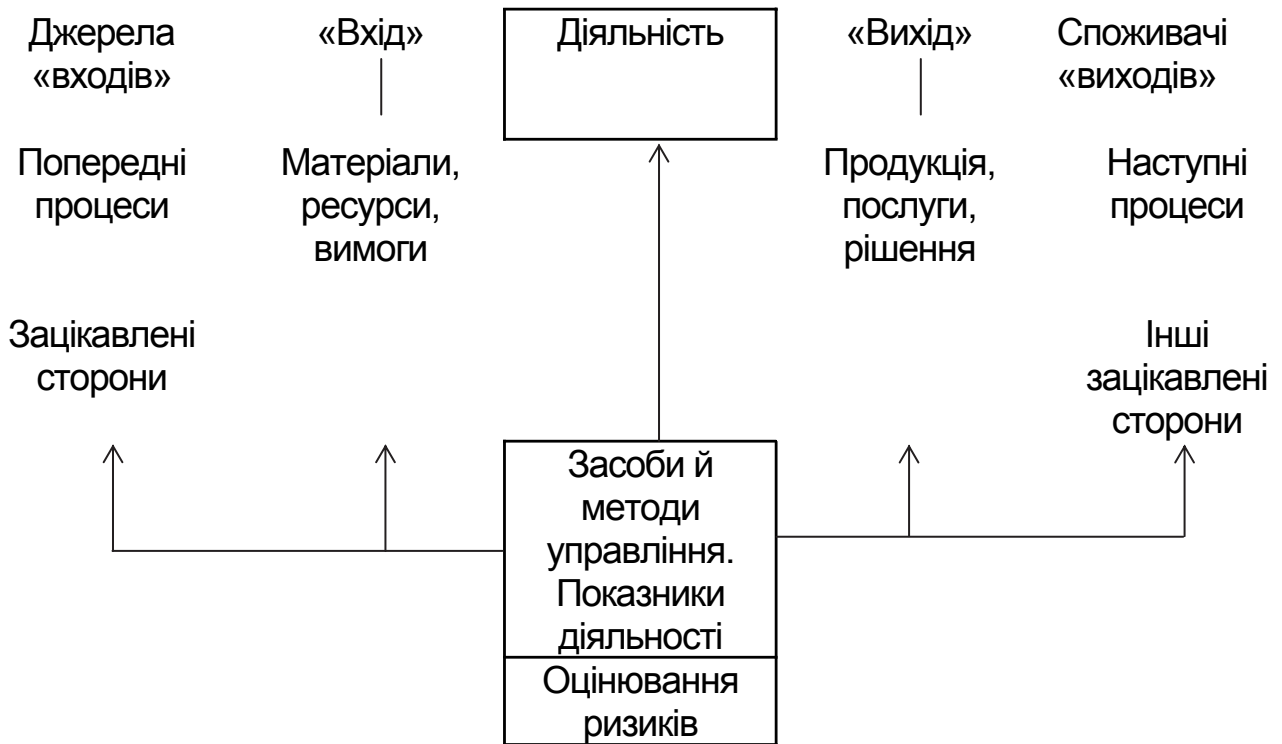 Джерела
«входів»
«Вхід»
Діяльність
«Вихід»
Споживачі
«виходів»
Попередні
процеси
Матеріали,
ресурси,
вимоги
Продукція,
послуги,
рішення
Наступні
процеси
Зацікавлені
сторони
Інші
зацікавлені
сторони
Засоби й
методи
управління.
Показники
діяльності
Оцінювання
ризиків